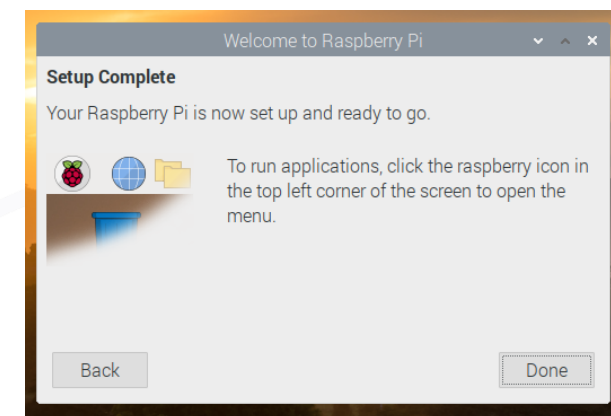 Welcome to Raspberry Pi
Setup Complete
Your Raspberry Pi is now set up and ready to go.
To run applications, click the raspberry icon in
the top left corner of the screen to open the
menu.
Back
Done